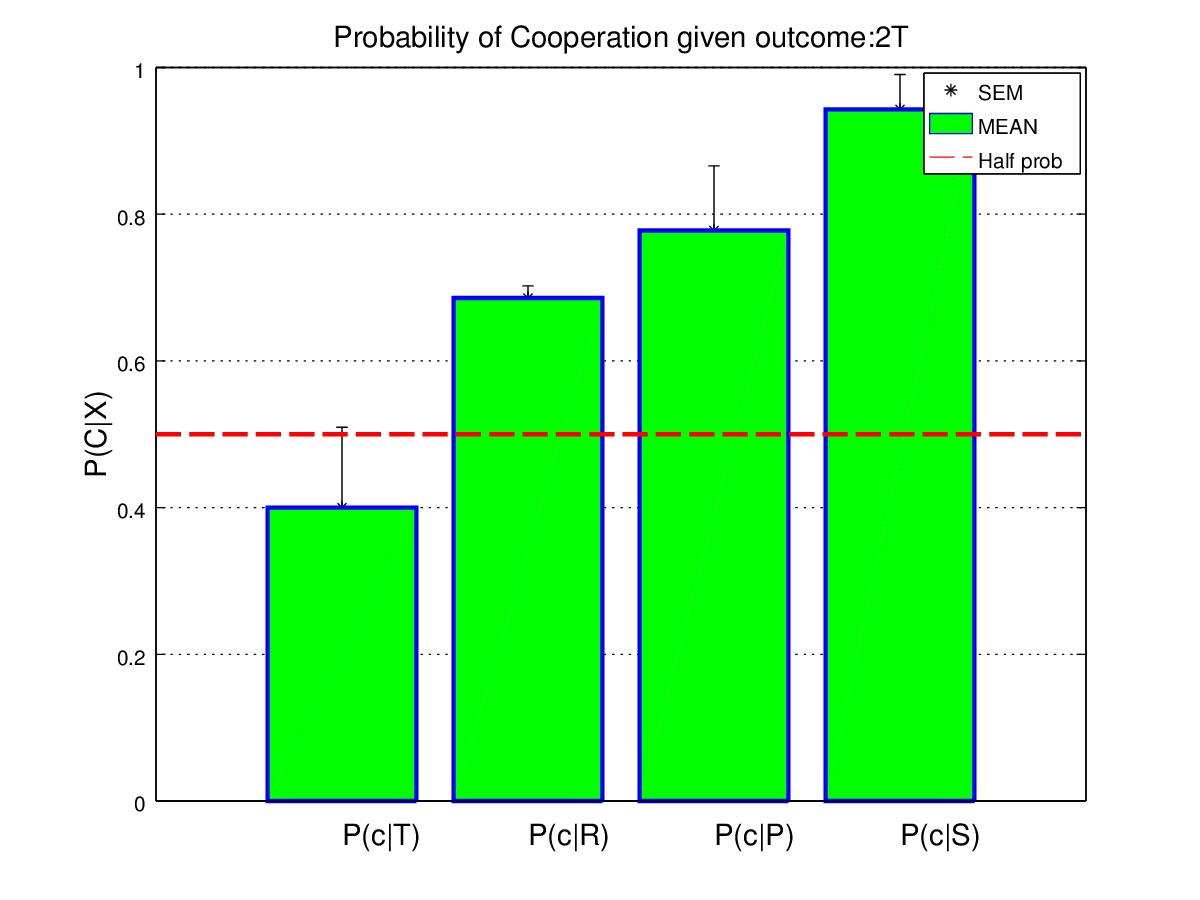 Probability of Cooperation given outcome:2T
1
0.8
0.6
0.4
0.2
0
P(C|X)
SEM
MEAN
Half prob
P(c|T)
P(c|R)
P(c|P)
P(c|S)